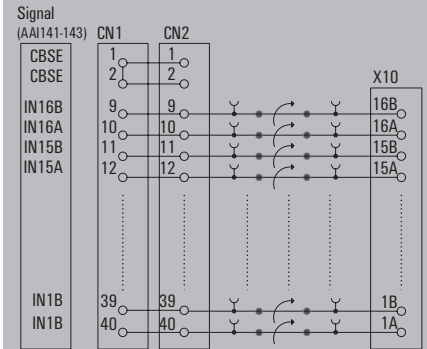 Signal
(AAI141-143) CN1 CN2
CBSE 1 1
CBSE 2 2
X10
IN16B 9 9 16B
IN16A 10 10 16A
IN15B 11 11 15B
IN15A 12 12 15A
IN1B 39 39 1B
IN1B 40 40 1A